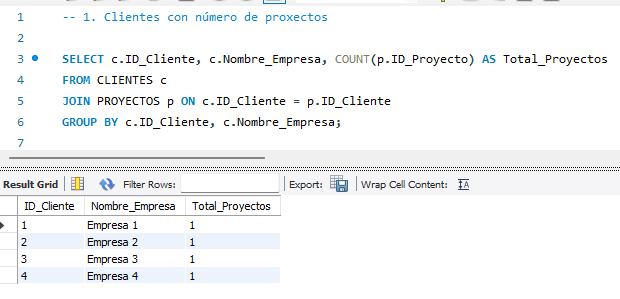 1 -- 1. Clientes con número de proxectos
2
3 SELECT c.ID_Cliente, c.Nombre_Empresa, COUNT(p.ID_Proyecto) AS Total_Proyectos
4 FROM CLIENTES c
5 JOIN PROYECTOS p ON c.ID_Cliente = p.ID_Cliente
6 GROUP BY c.ID_Cliente, c.Nombre_Empresa;
7
Result Grid Filter Rows: Export: Wrap Cell Content: IA
ID_Cliente Nombre_Empresa Total_Proyectos
1 Empresa 1 1
2 Empresa 2 1
3 Empresa 3 1
4 Empresa 4 1